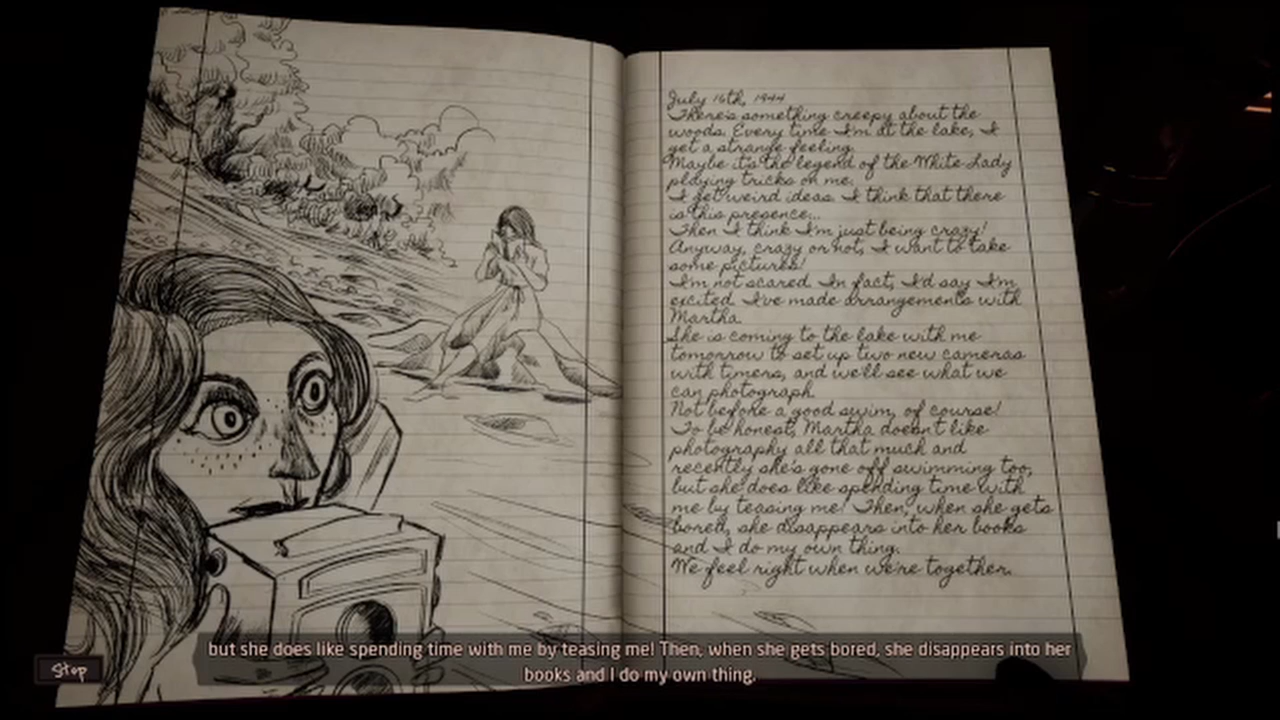 July 16th, 1944
There's something creepy about the
woods. Every time I'm at the lake, I
get a strange feeling.
Maybe it's the legend of the White Lady
playing tricks on me.
I get weird ideas. I think that there
is this presence...
Then I think I'm just being crazy!
Anyway, crazy or not, I want to take
some pictures!
I'm not scared. In fact, I'd say I'm
excited. I've made arrangements with
Martha.
She is coming to the lake with me
tomorrow to set up two new cameras
with timers, and we'll see what we
can photograph.
Not before a good swim, of course!
To be honest, Martha doesn't like
photography all that much and
recently she's gone off swimming too,
but she does like spending time with
me by teasing me! Then, when she gets
bored, she disappears into her books
and I do my own thing.
We feel right when we're together.
but she does like spending time with me by teasing me! Then, when she gets bored, she disappears into her
books and I do my own thing.
Stop